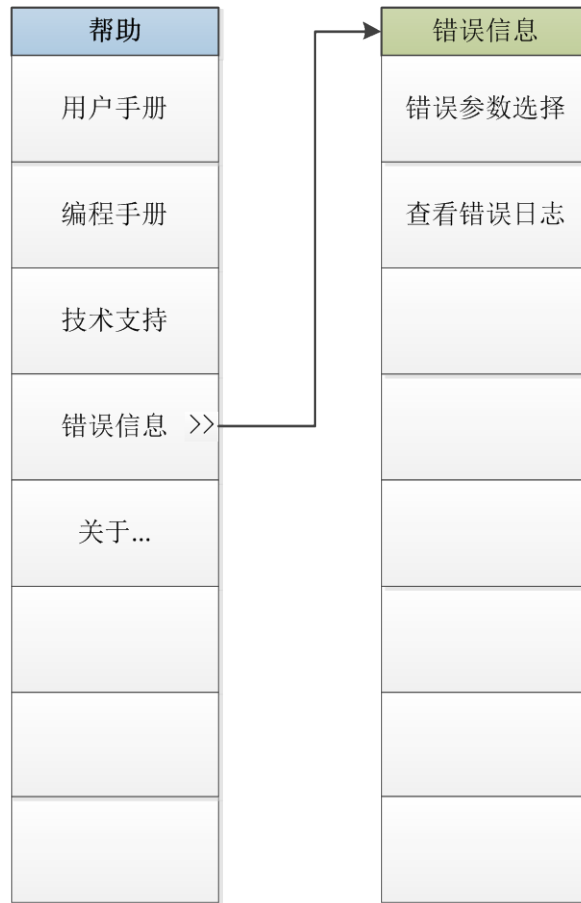 帮助
用户手册
编程手册
技术支持
错误信息 >>
关于...
错误信息
错误参数选择
查看错误日志